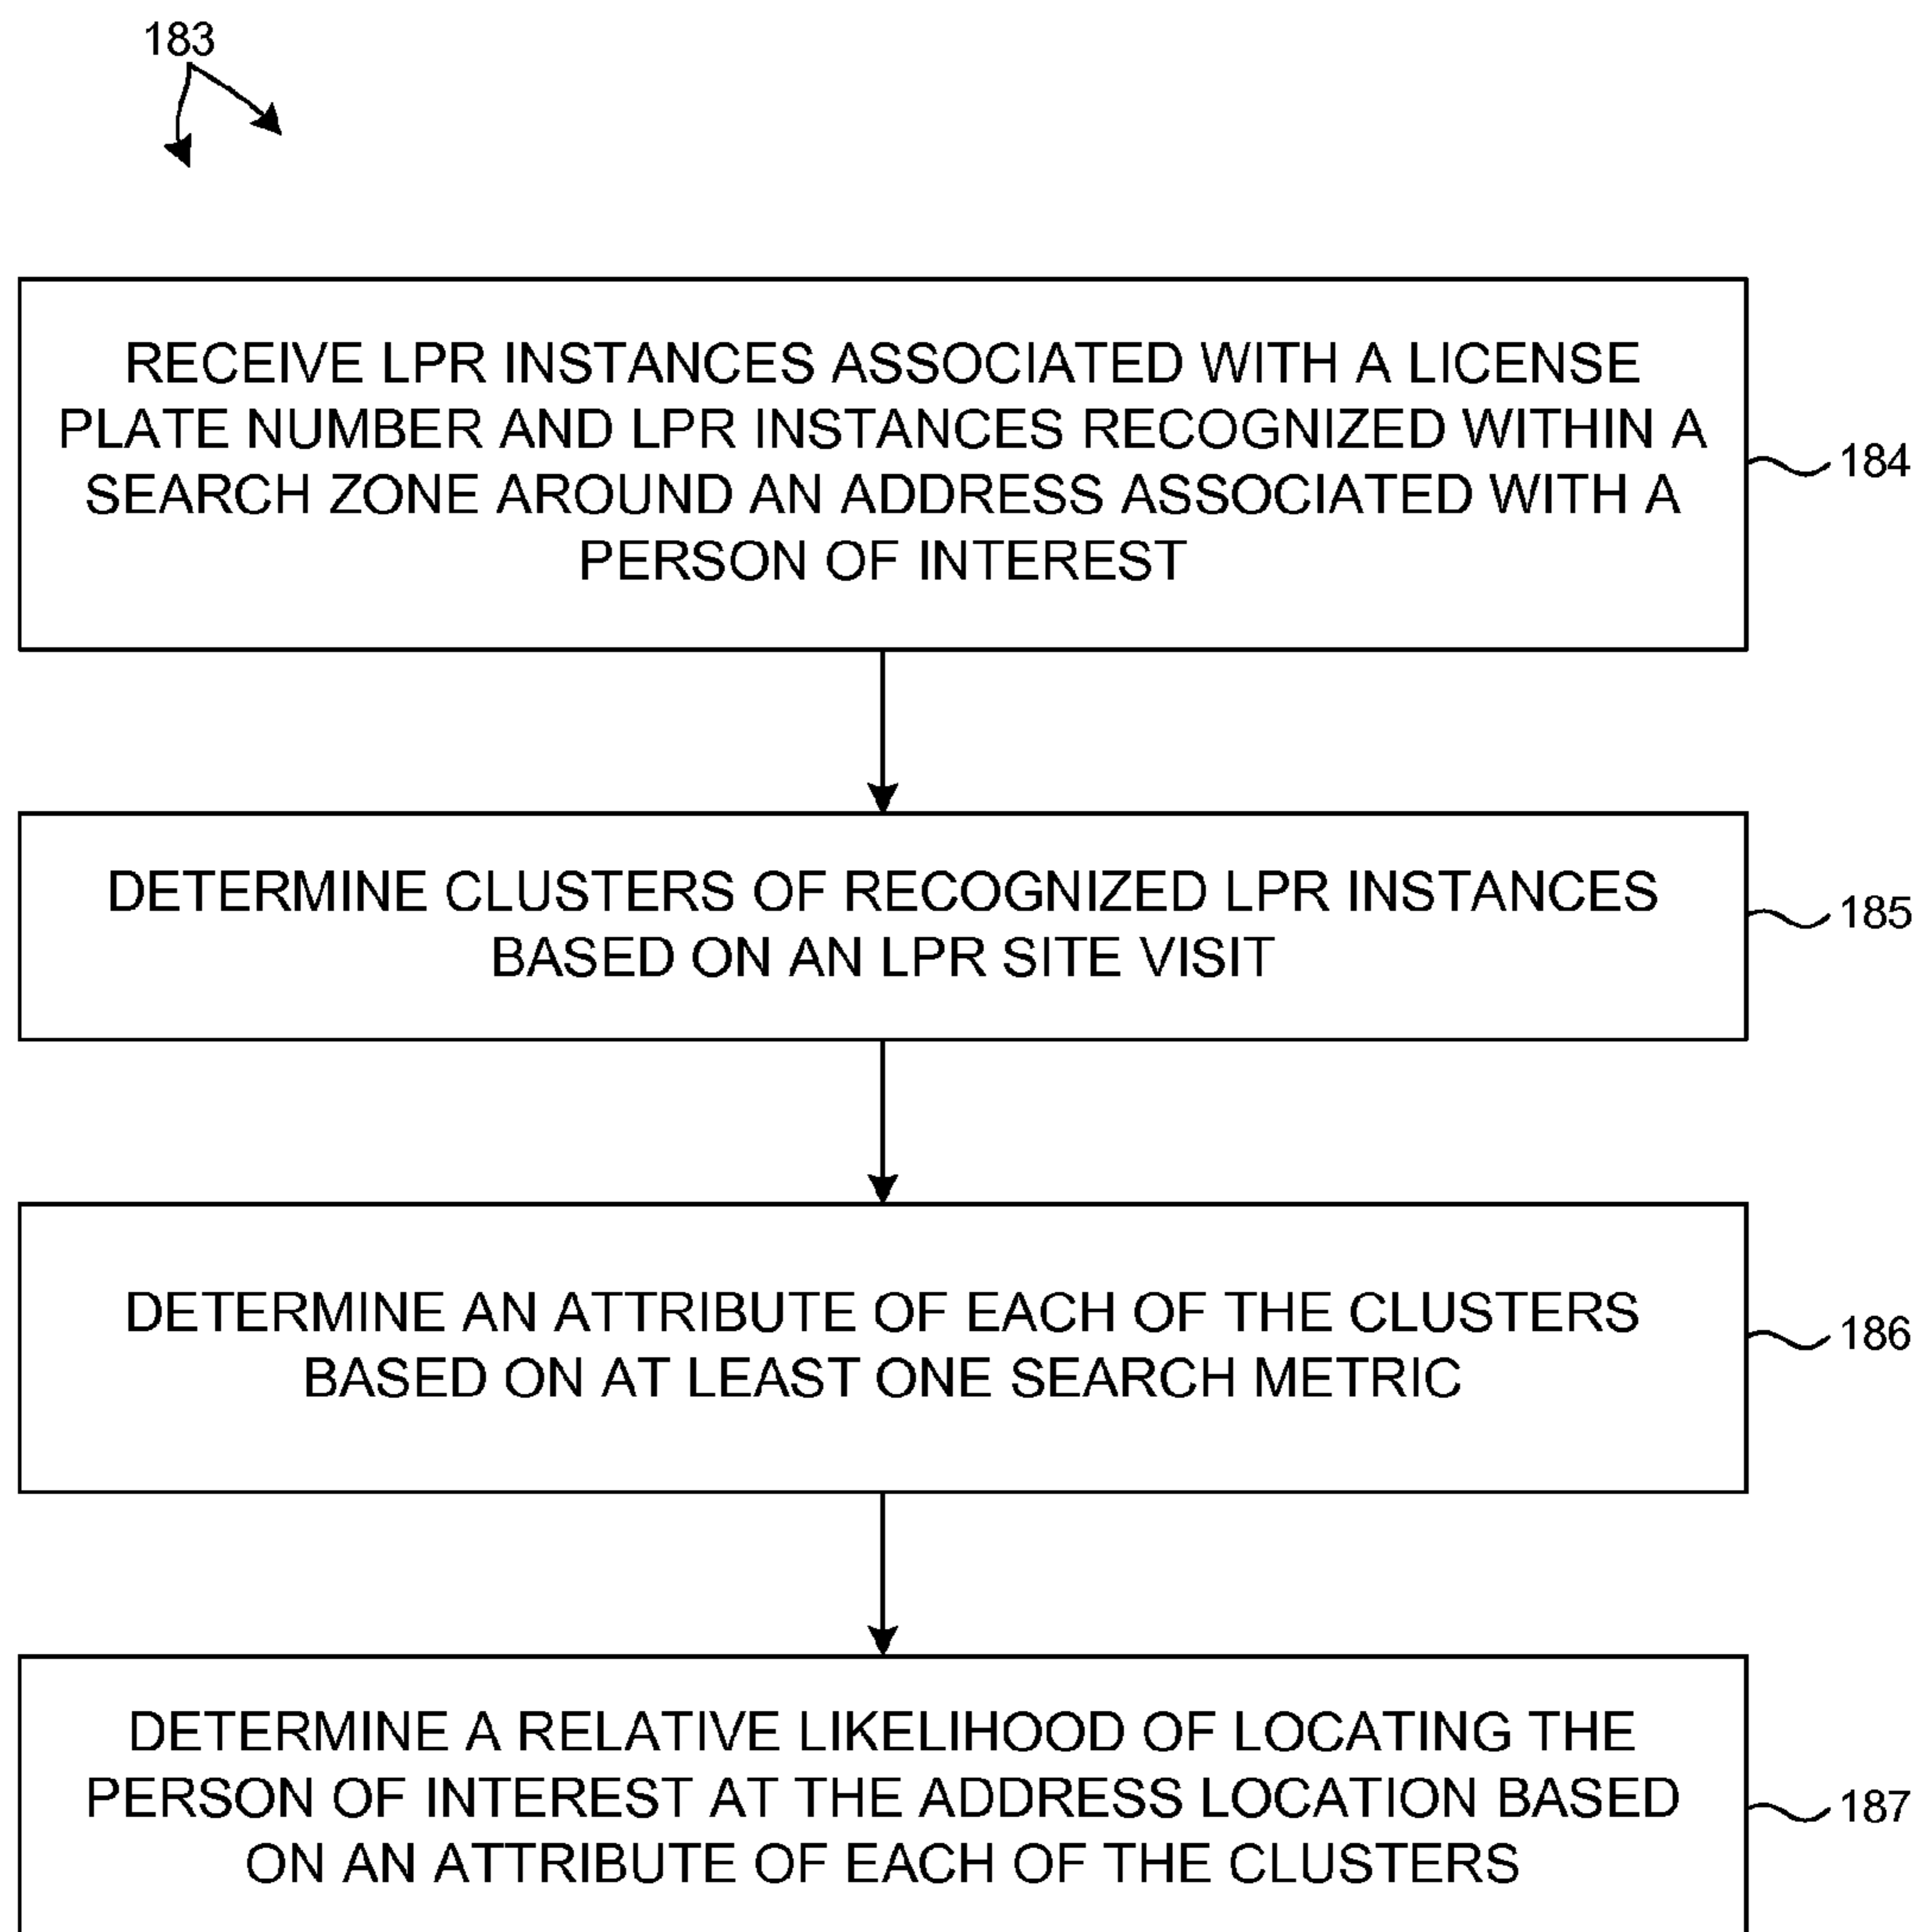 183
RECEIVE LPR INSTANCES ASSOCIATED WITH A LICENSE
PLATE NUMBER AND LPR INSTANCES RECOGNIZED WITHIN A
SEARCH ZONE AROUND AN ADDRESS ASSOCIATED WITH A
PERSON OF INTEREST
184
DETERMINE CLUSTERS OF RECOGNIZED LPR INSTANCES
BASED ON AN LPR SITE VISIT
185
DETERMINE AN ATTRIBUTE OF EACH OF THE CLUSTERS
BASED ON AT LEAST ONE SEARCH METRIC
186
DETERMINE A RELATIVE LIKELIHOOD OF LOCATING THE
PERSON OF INTEREST AT THE ADDRESS LOCATION BASED
ON AN ATTRIBUTE OF EACH OF THE CLUSTERS
187